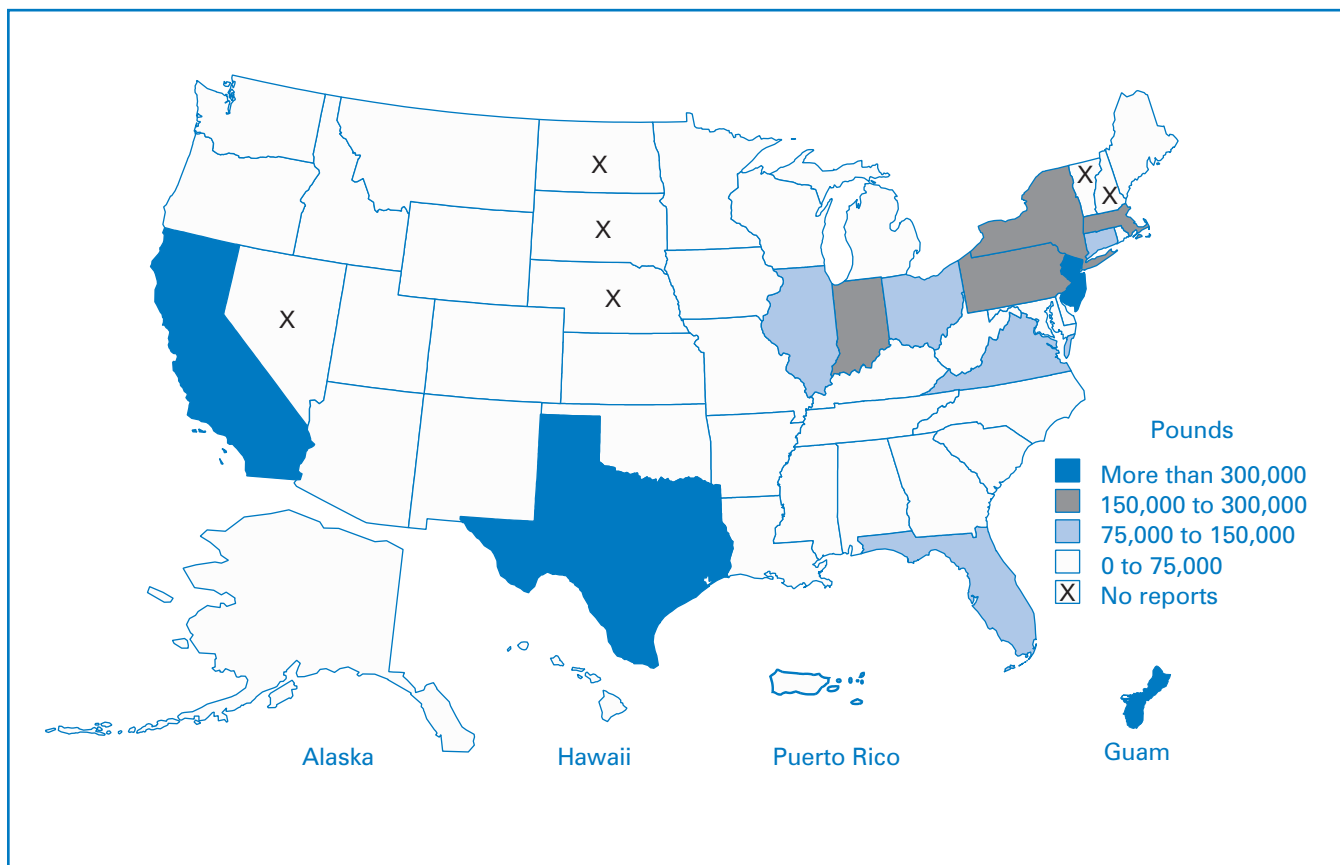 X
X
X
X
X
X
Pounds
More than 300,000
150,000 to 300,000
75,000 to 150,000
0 to 75,000
X No reports
Alaska
Hawaii
Puerto Rico
Guam